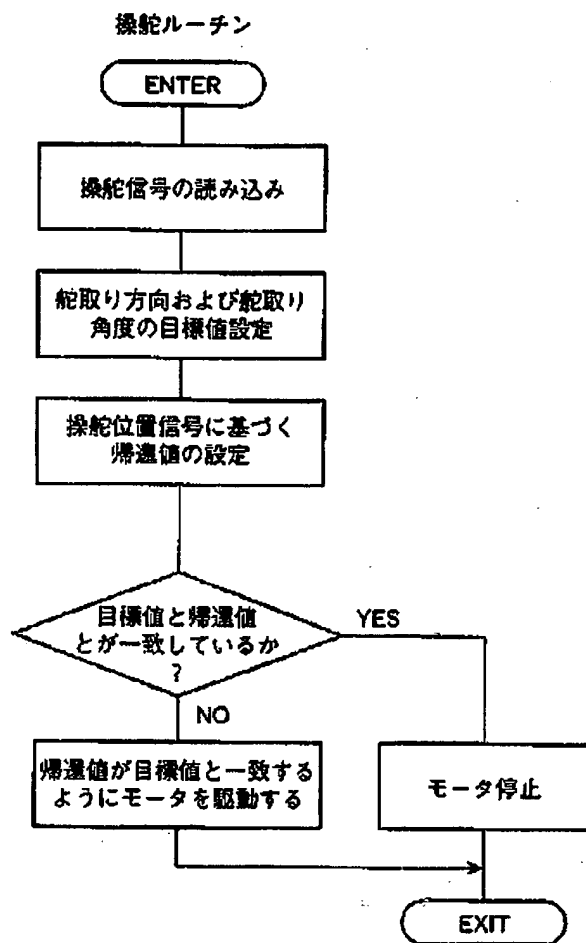 操舵ルーチン
ENTER
操舵信号の読み込み
舵取り方向および舵取り
角度の目標値設定
操舵位置信号に基づく
帰還値の設定
目標値と帰還値
とが一致しているか
?
YES
NO
帰還値が目標値と一致する
ようにモータを駆動する
モータ停止
EXIT